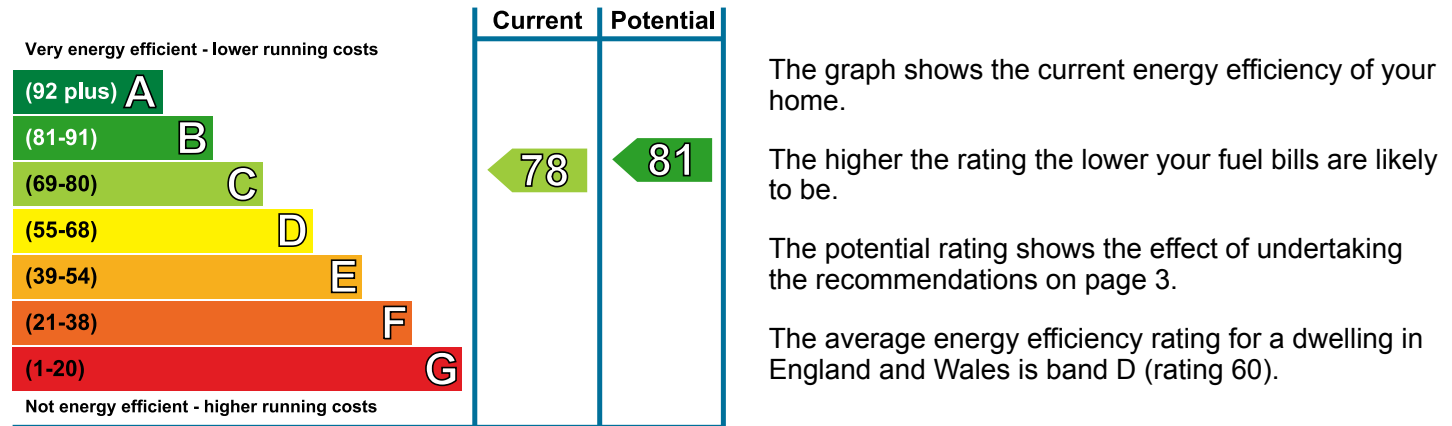 Current Potential
Very energy efficient - lower running costs
(92 plus) A
(81-91) B
(69-80) C
(55-68) D
(39-54) E
(21-38) F
(1-20) G
Not energy efficient - higher running costs
78 81
The graph shows the current energy efficiency of your
home.
The higher the rating the lower your fuel bills are likely
to be.
The potential rating shows the effect of undertaking
the recommendations on page 3.
The average energy efficiency rating for a dwelling in
England and Wales is band D (rating 60).